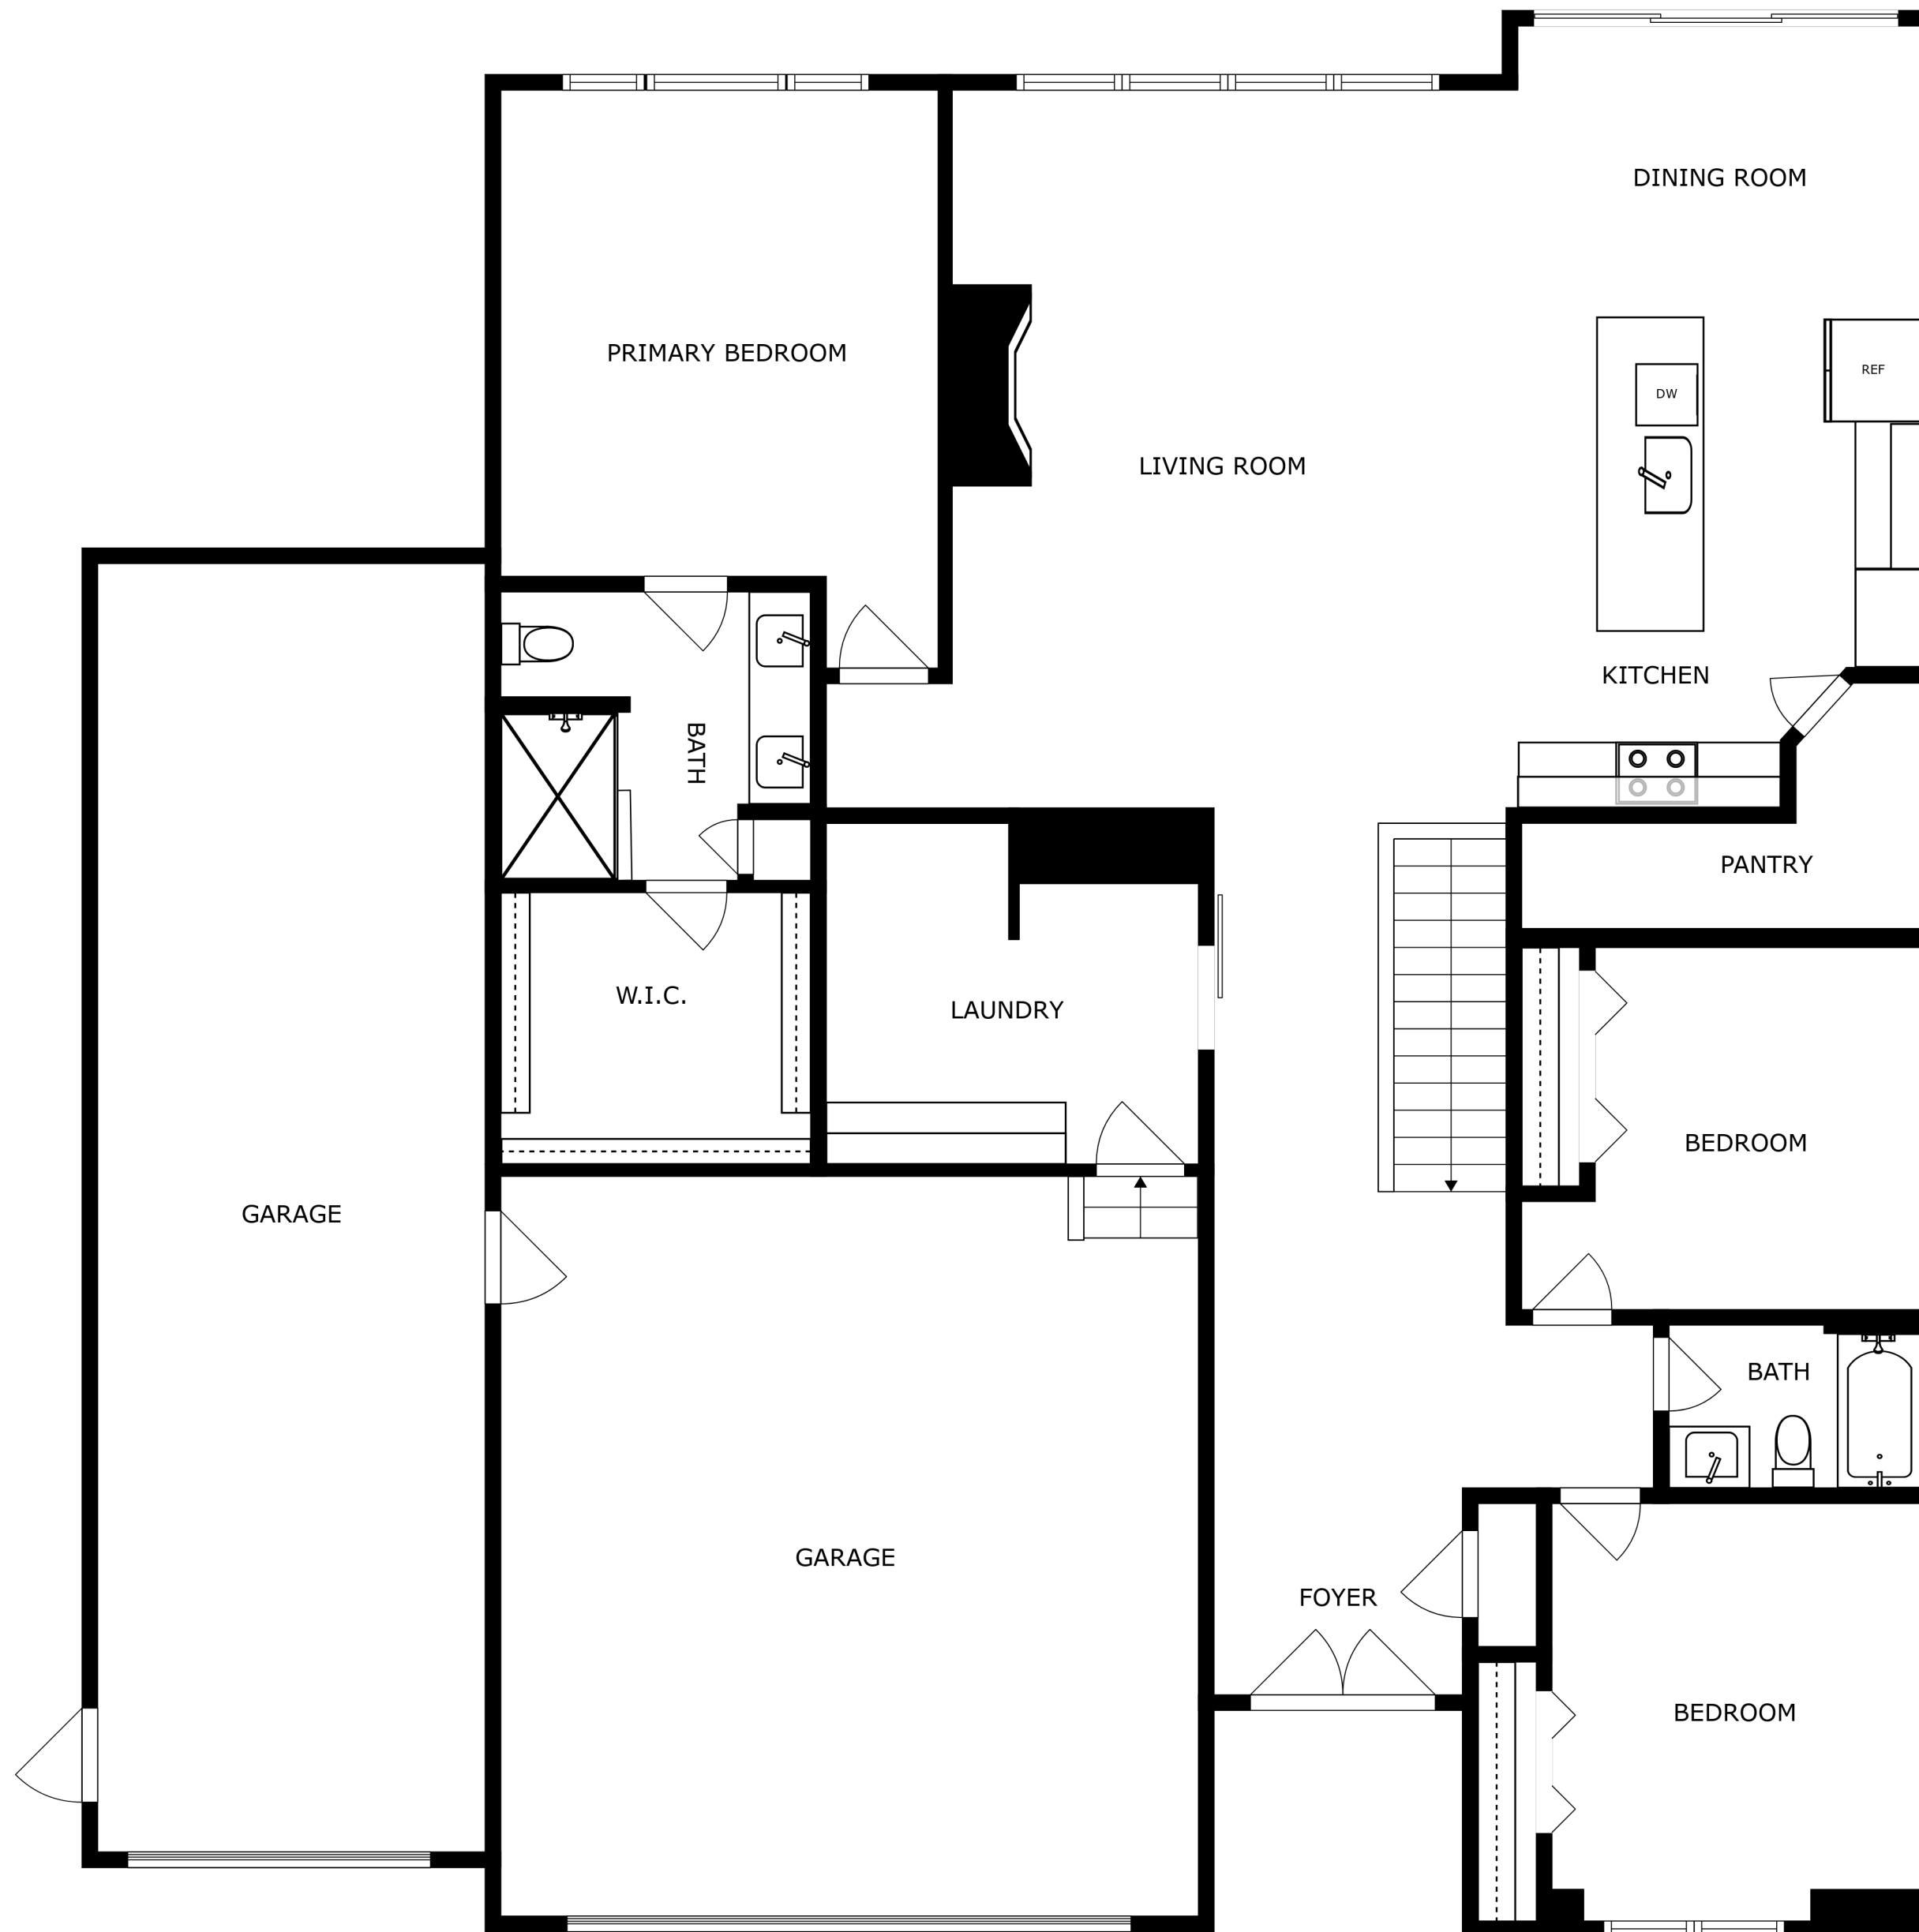 DINING ROOM
PRIMARY BEDROOM
REF
DW
LIVING ROOM
KITCHEN
BATH
PANTRY
W.I.C.
LAUNDRY
BEDROOM
GARAGE
BATH
GARAGE
FOYER
BEDROOM